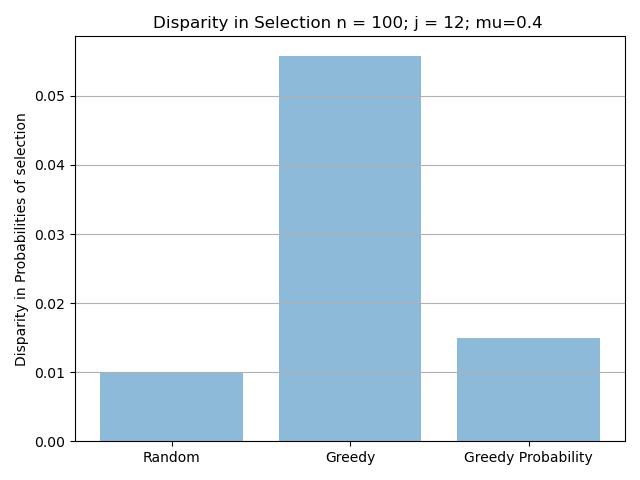 Disparity in Selection n = 100; j = 12; mu=0.4
Disparity in Probabilities of selection
0.05
0.04
0.03
0.02
0.01
0.00
Random Greedy Greedy Probability